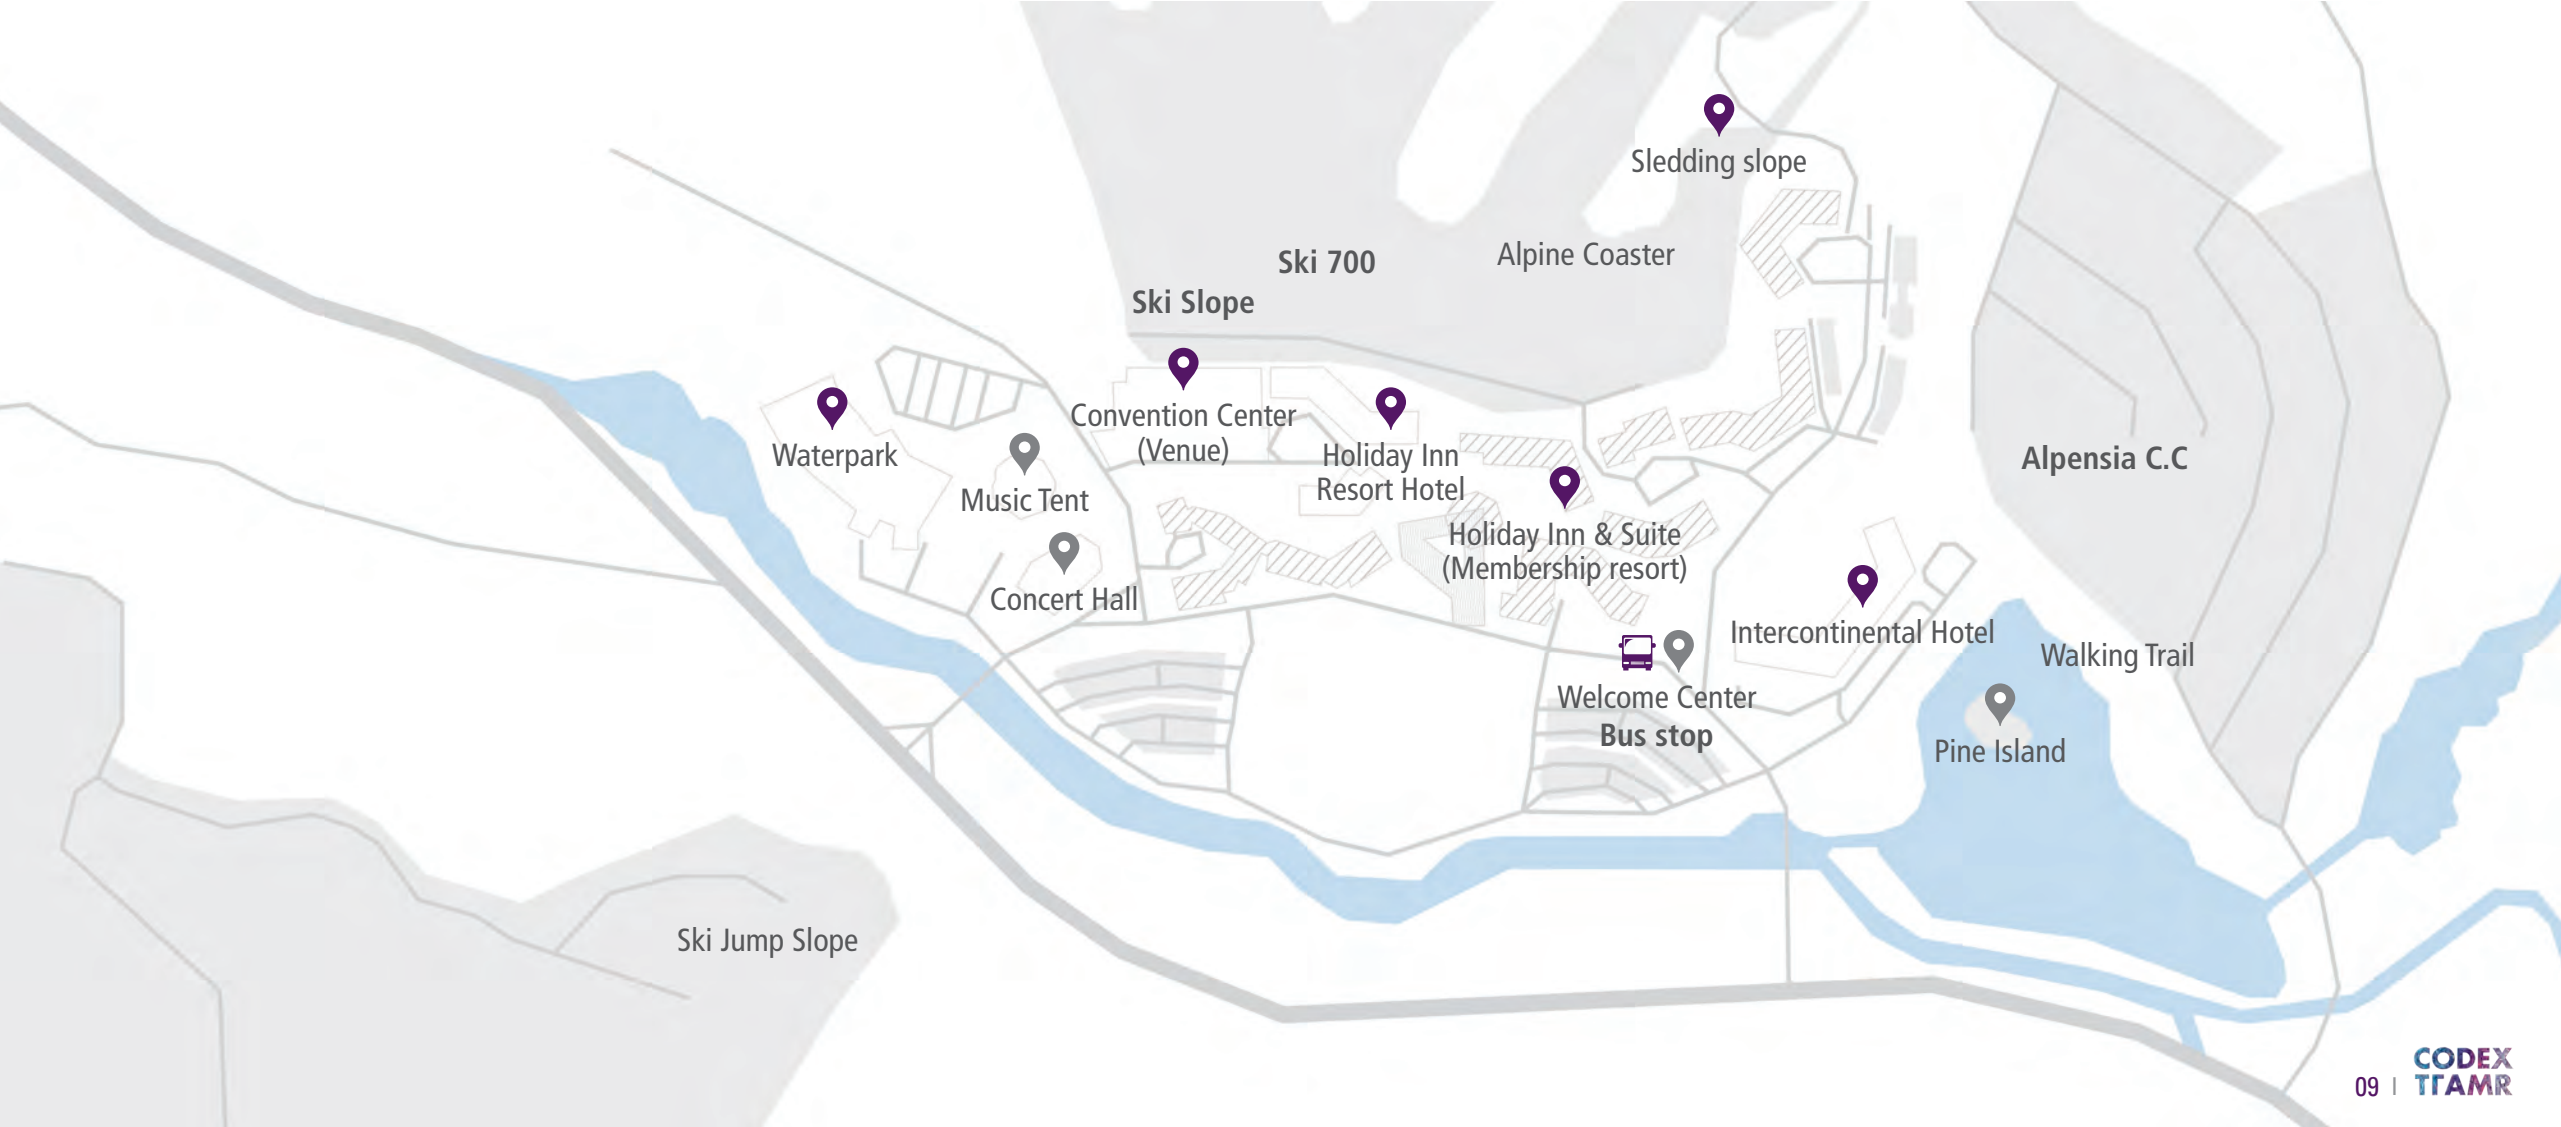 Sledding slope
Alpine Coaster
Ski 700
Ski Slope
Convention Center
(Venue)
Waterpark
Holiday Inn
Resort Hotel
Alpensia C.C
Music Tent
Holiday Inn & Suite
(Membership resort)
Concert Hall
Intercontinental Hotel
Walking Trail
Welcome Center
Bus stop
Pine Island
Ski Jump Slope
CODEX
TFAMR
09 |